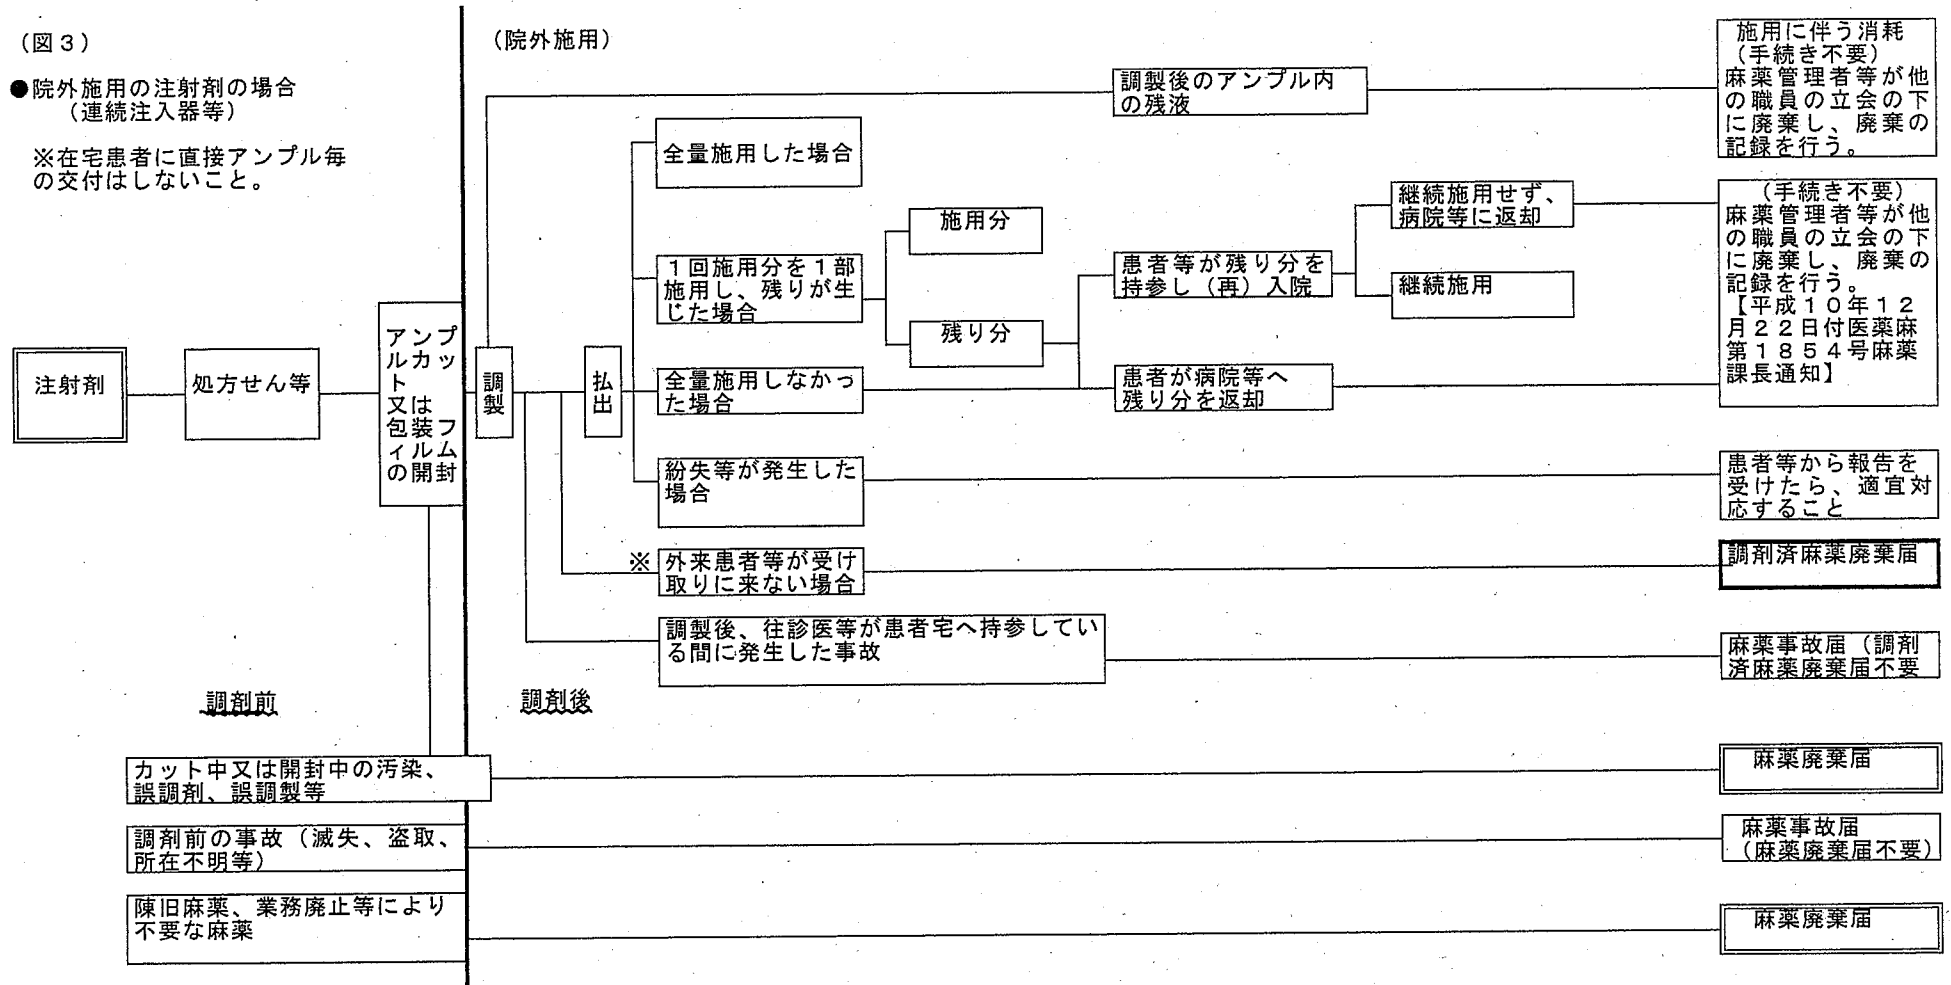 （図３）
●院外施用の注射剤の場合
（連続注入器等）
※在宅患者に直接アンプル毎
の交付はしないこと。
（院外施用）
注射剤
処方せん等
アンプ
ルカッ
ト
又は
包装フ
ィルム
の開封
調
製
払
出
調製後のアンプル内
の残液
施用に伴う消耗
（手続き不要）
麻薬管理者等が他
の職員の立会の下
に廃棄し、廃棄の
記録を行う。
全量施用した場合
１回施用分を１部
施用し、残りが生
じた場合
施用分
残り分
全量施用しなかっ
た場合
患者等が残り分を
持参し（再）入院
継続施用せず、
病院等に返却
継続施用
患者が病院等へ
残り分を返却
（手続き不要）
麻薬管理者等が他
の職員の立会の下
に廃棄し、廃棄の
記録を行う。
【平成１０年１２
月２２日付医薬麻
第１８５４号麻薬
課長通知】
紛失等が発生した
場合
患者等から報告を
受けたら、適宜対
応すること
※
外来患者等が受け
取りに来ない場合
調剤済麻薬廃棄届
調製後、往診医等が患者宅へ持参してい
る間に発生した事故
麻薬事故届（調剤
済麻薬廃棄届不要
調剤前
調剤後
カット中又は開封中の汚染、
誤調剤、誤調製等
麻薬廃棄届
調剤前の事故（滅失、盗取、
所在不明等）
麻薬事故届
（麻薬廃棄届不要）
陳旧麻薬、業務廃止等により
不要な麻薬
麻薬廃棄届